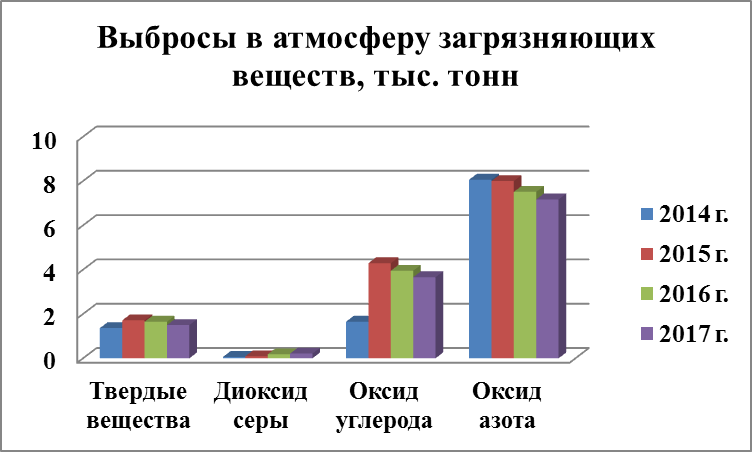 Выбросы в атмосферу загрязняющих
веществ, тыс. тонн
10
8
6
4
2
0
Твердые
вещества
Диоксид
серы
Оксид
углерода
Оксид
азота
2014 г.
2015 г.
2016 г.
2017 г.